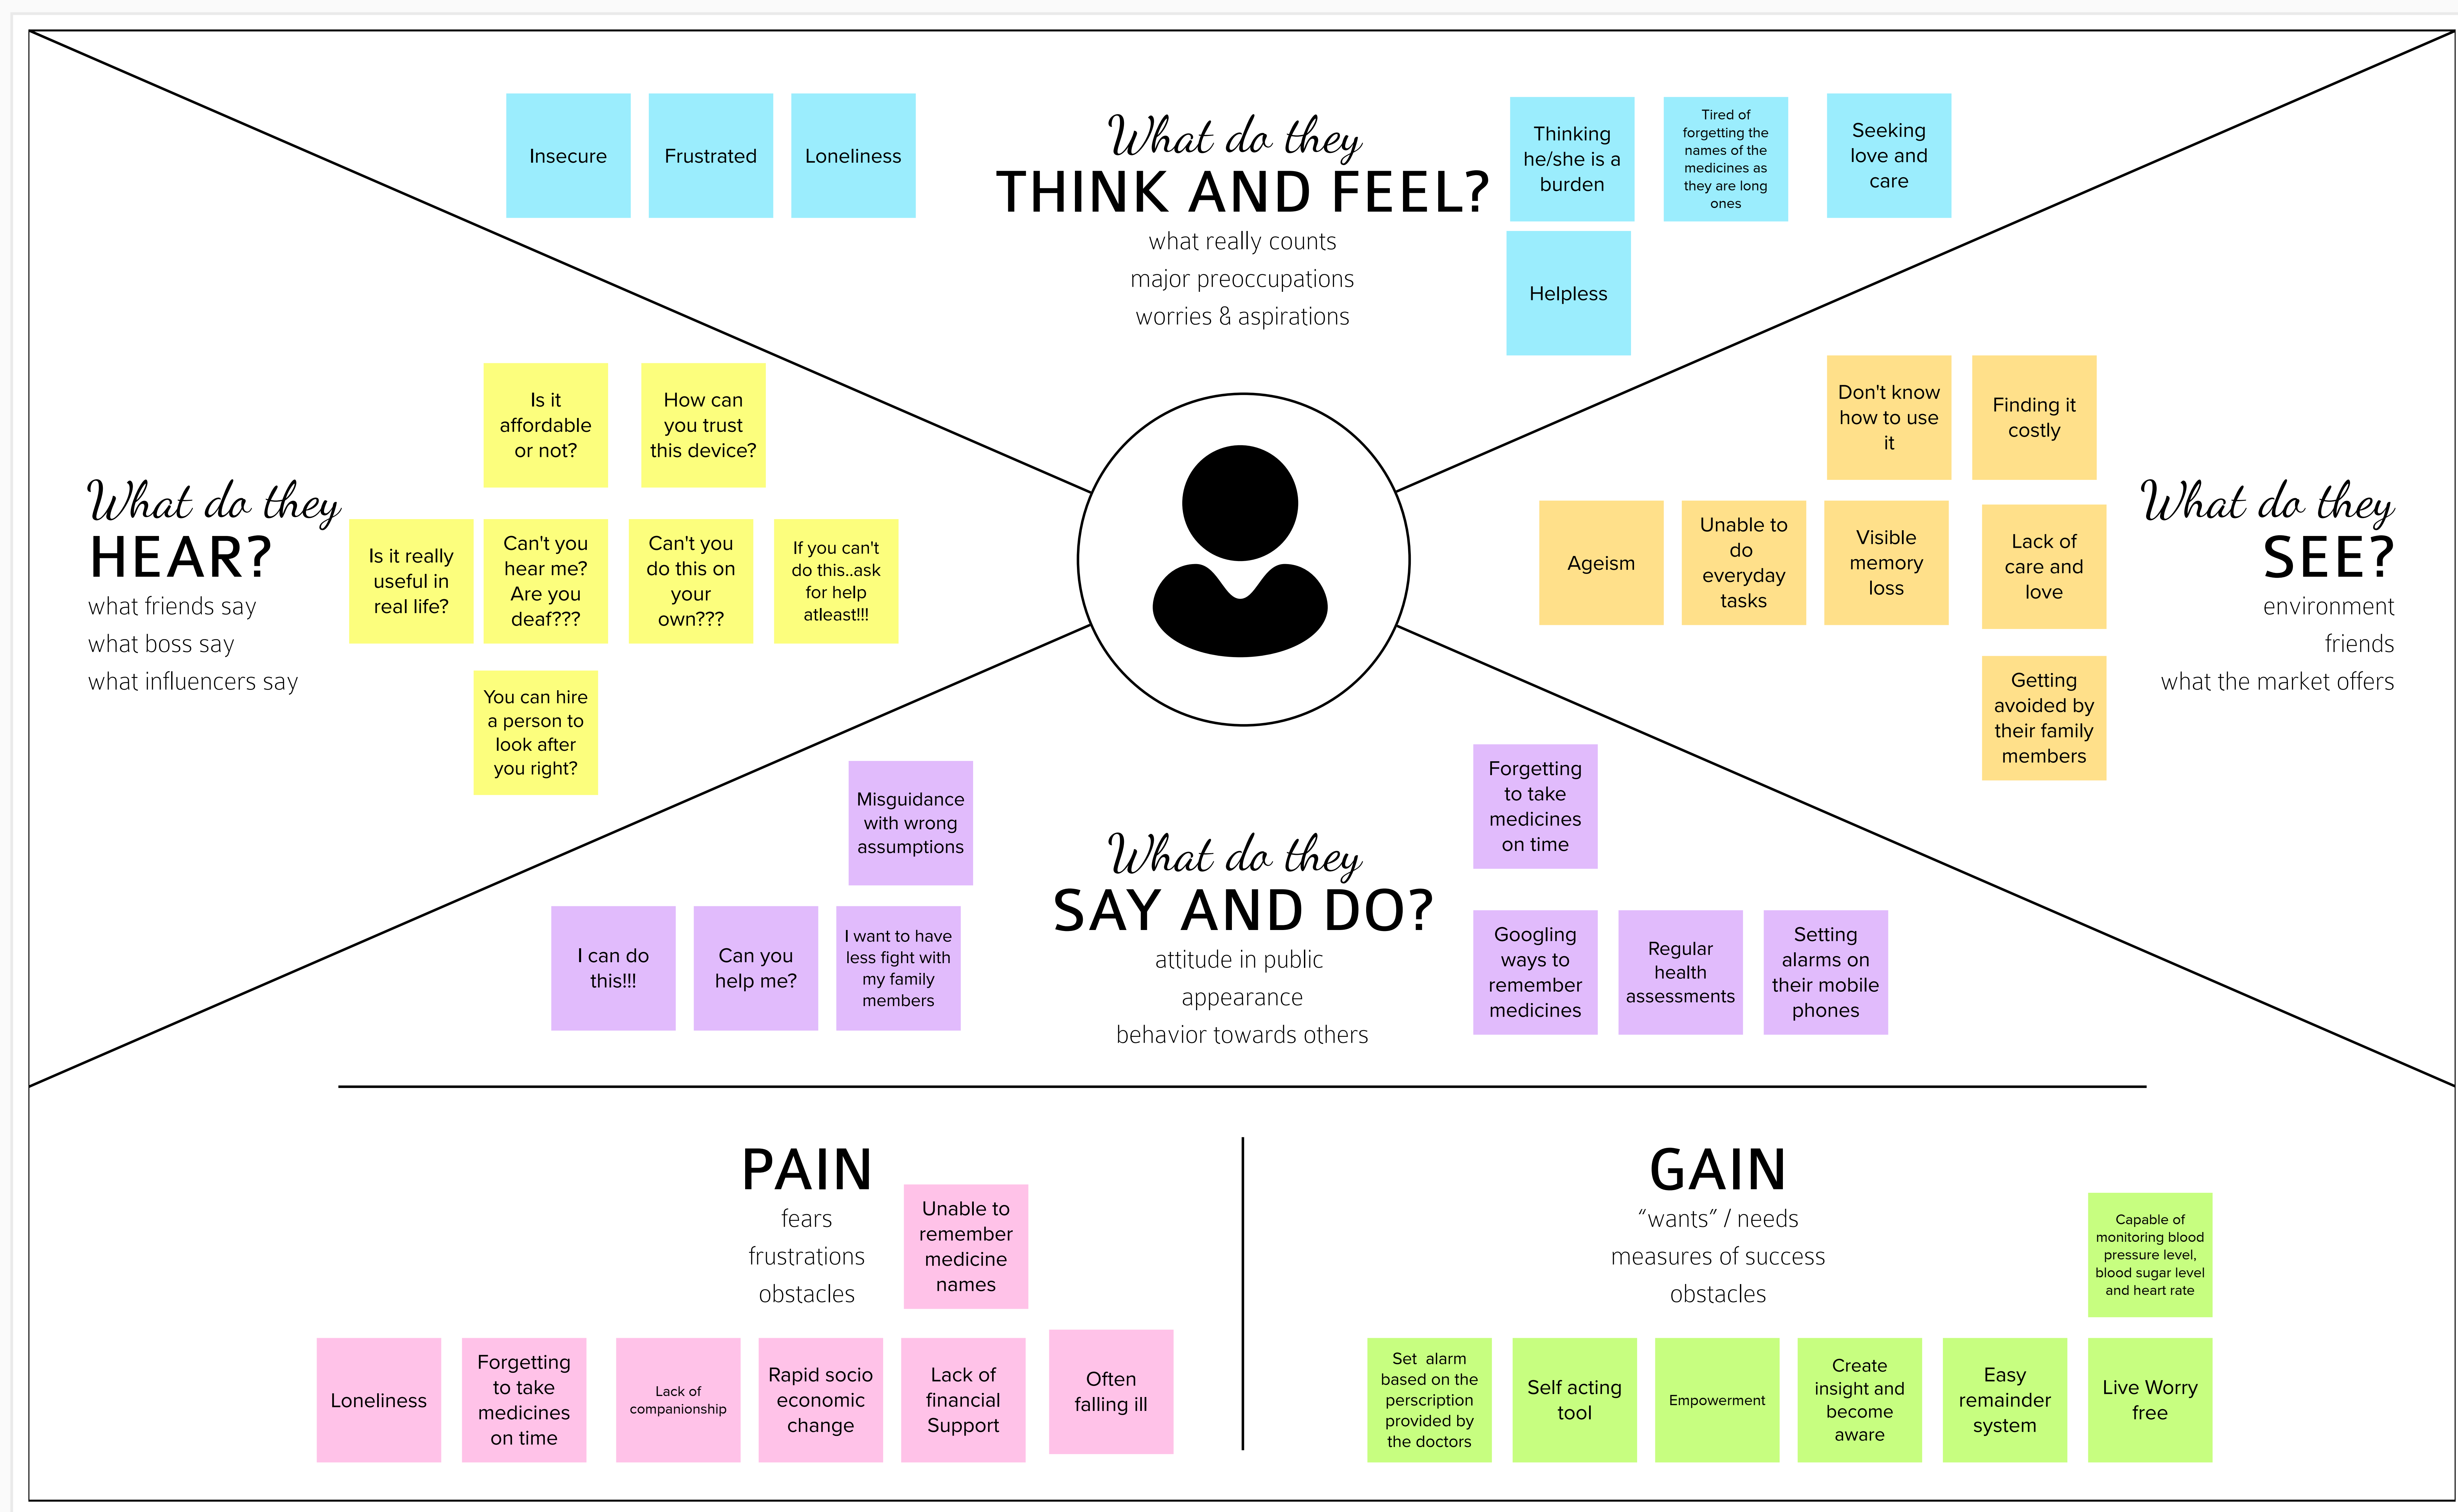 Insecure
Frustrated
Loneliness
What do they
THINK AND FEEL?
what really counts
major preoccupations
worries & aspirations
Thinking
he/she is a
burden
Tired of
forgetting the
names of the
medicines as
they are long
ones
Seeking
love and
care
Helpless
What do they
HEAR?
what friends say
what boss say
what influencers say
Is it
affordable
or not?
How can
you trust
this device?
Is it really
useful in
real life?
Can't you
hear me?
Are you
deaf???
Can't you
do this on
your
own???
If you can't
do this..ask
for help
atleast!!!
You can hire
a person to
look after
you right?
Don't know
how to use
it
Finding it
costly
Ageism
Unable to
do
everyday
tasks
Visible
memory
loss
Lack of
care and
love
Getting
avoided by
their family
members
What do they
SEE?
environment
friends
what the market offers
Misguidance
with wrong
assumptions
I can do
this!!!
Can you
help me?
I want to have
less fight with
my family
members
What do they
SAY AND DO?
attitude in public
appearance
behavior towards others
Forgetting
to take
medicines
on time
Googling
ways to
remember
medicines
Regular
health
assessments
Setting
alarms on
their mobile
phones
PAIN
fears
frustrations
obstacles
Unable to
remember
medicine
names
Loneliness
Forgetting
to take
medicines
on time
Lack of
companionship
Rapid socio
economic
change
Lack of
financial
Support
Often
falling ill
GAIN
“wants” / needs
measures of success
obstacles
Capable of
monitoring blood
pressure level,
blood sugar level
and heart rate
Set alarm
based on the
perscription
provided by
the doctors
Self acting
tool
Empowerment
Create
insight and
become
aware
Easy
remainder
system
Live Worry
free